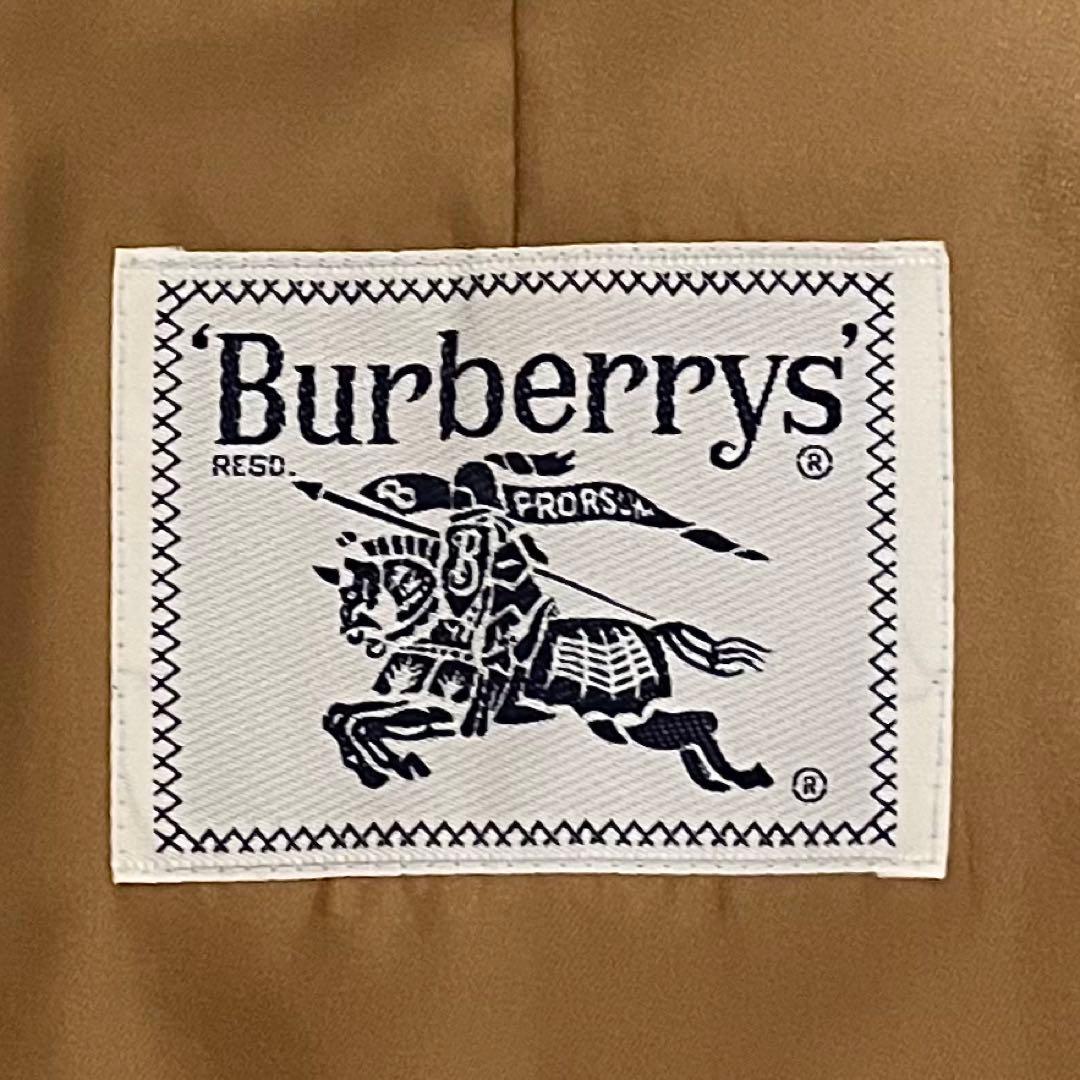 'Burberrys'
REGD. ®
PRORSUM
B
®